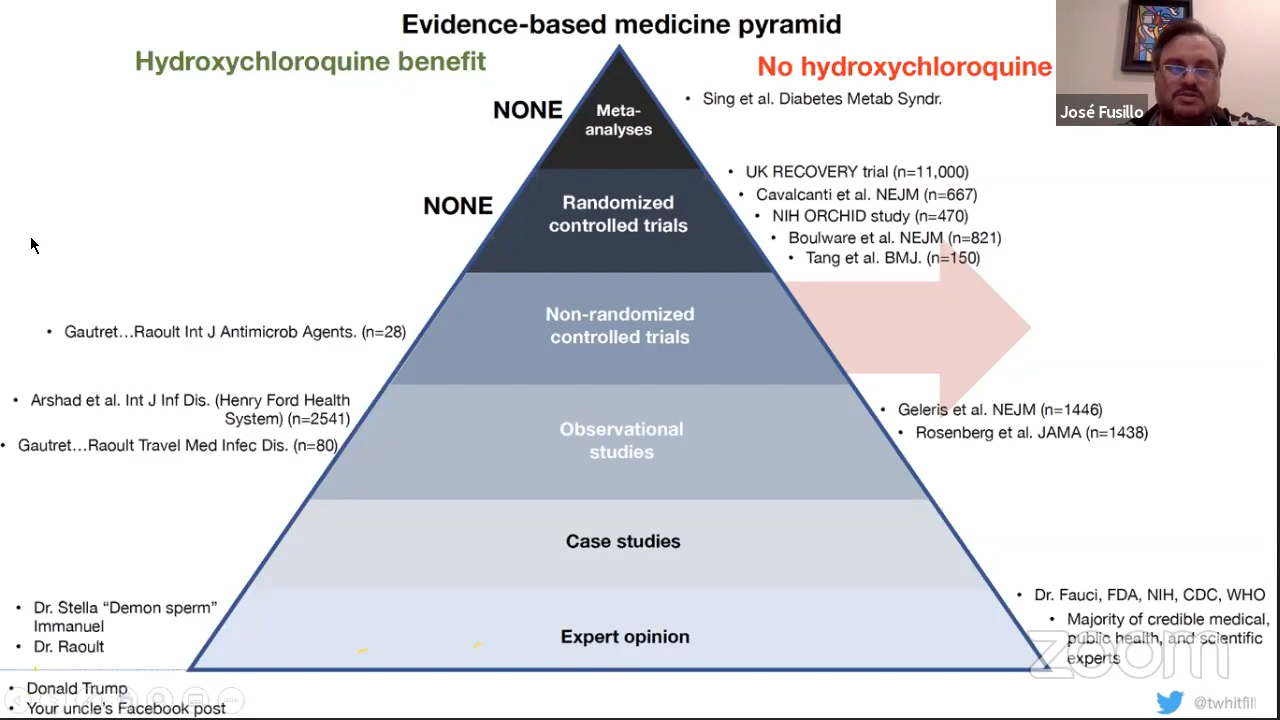 Evidence-based medicine pyramid
Hydroxychloroquine benefit
No hydroxychloroquine
José Fusillo
NONE
Meta-
analyses
• Sing et al. Diabetes Metab Syndr.
NONE
Randomized
controlled trials
• UK RECOVERY trial (n=11,000)
• Cavalcanti et al. NEJM (n=667)
• NIH ORCHID study (n=470)
• Boulware et al. NEJM (n=821)
• Tang et al. BMJ. (n=150)
• Gautret…Raoult Int J Antimicrob Agents. (n=28)
Non-randomized
controlled trials
• Arshad et al. Int J Inf Dis. (Henry Ford Health
System) (n=2541)
• Gautret…Raoult Travel Med Infec Dis. (n=80)
Observational
studies
• Geleris et al. NEJM (n=1446)
• Rosenberg et al. JAMA (n=1438)
Case studies
• Dr. Stella “Demon sperm”
Immanuel
• Dr. Raoult
Expert opinion
• Dr. Fauci, FDA, NIH, CDC, WHO
• Majority of credible medical,
public health, and scientific
experts
zoom
• Donald Trump
• Your uncle’s Facebook post
@twhitfill